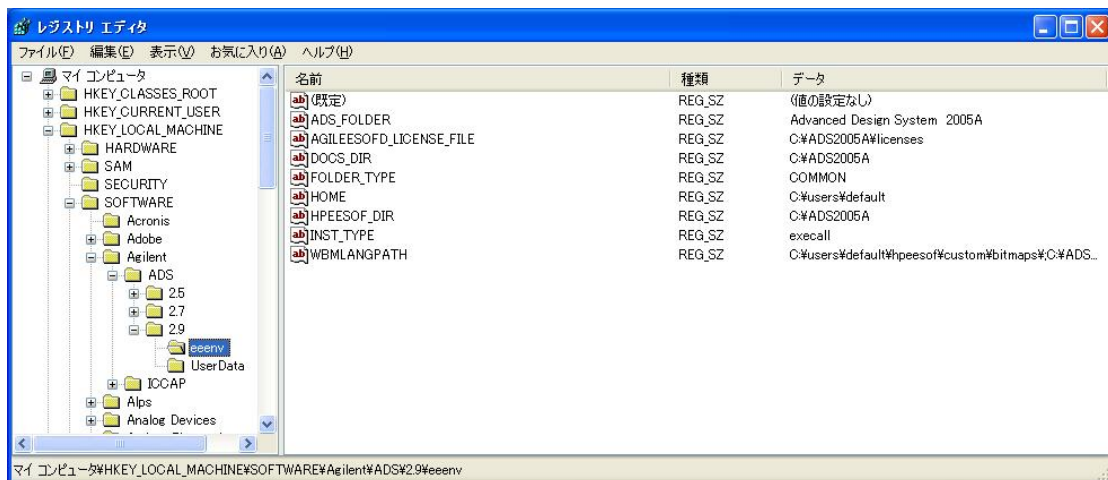 レジストリ エディタ
ファイル(F) 編集(E) 表示(V) お気に入り(A) ヘルプ(H)
マイ コンピュータ
HKEY_CLASSES_ROOT
HKEY_CURRENT_USER
HKEY_LOCAL_MACHINE
HARDWARE
SAM
SECURITY
SOFTWARE
Acronis
Adobe
Agilent
ADS
2.5
2.7
2.9
eeenv
UserData
ICCAP
Alps
Analog Devices
名前 種類 データ
(既定) REG_SZ (値の設定なし)
ADS_FOLDER REG_SZ Advanced Design System 2005A
AGILEESOFD_LICENSE_FILE REG_SZ C:¥ADS2005A¥licenses
DOCS_DIR REG_SZ C:¥ADS2005A
FOLDER_TYPE REG_SZ COMMON
HOME REG_SZ C:¥users¥default
HPEESOF_DIR REG_SZ C:¥ADS2005A
INST_TYPE REG_SZ execall
WBMLANGPATH REG_SZ C:¥users¥default¥hpeesof¥custom¥bitmaps¥;C:¥ADS...
マイ コンピュータ¥HKEY_LOCAL_MACHINE¥SOFTWARE¥Agilent¥ADS¥2.9¥eeenv